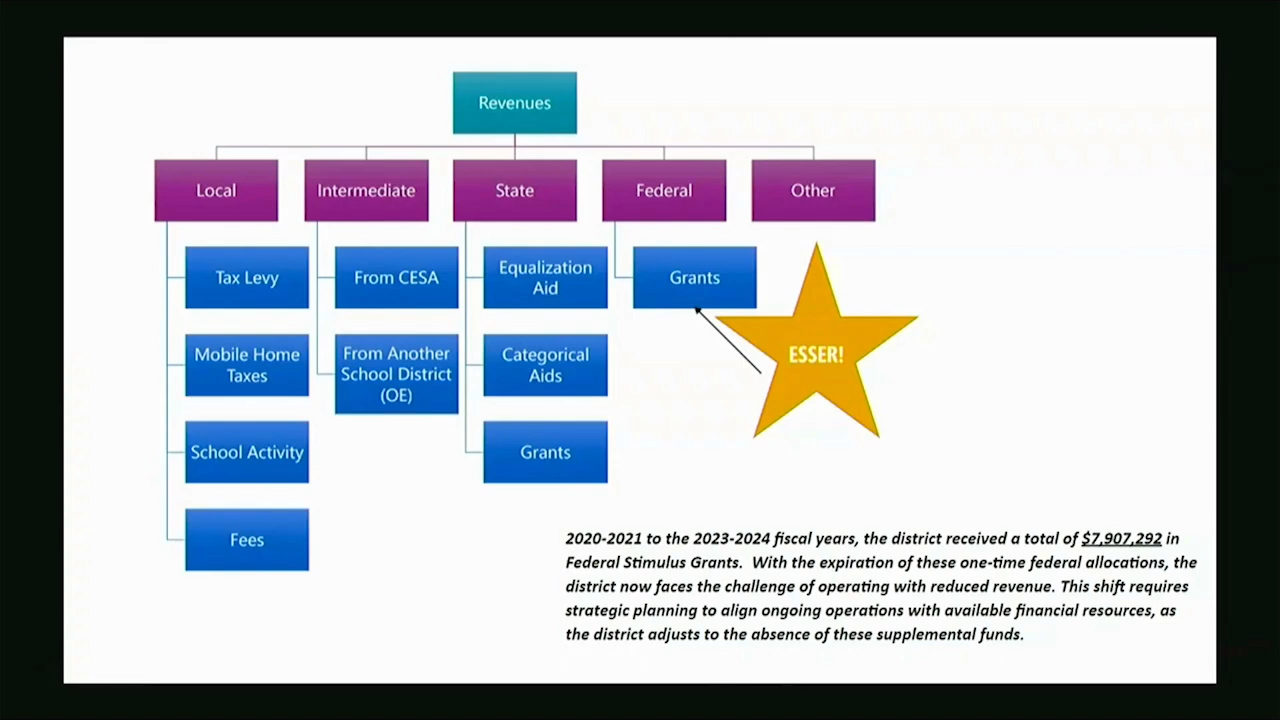 Revenues
Local
Intermediate
State
Federal
Other
Tax Levy
Mobile Home
Taxes
School Activity
Fees
From CESA
From Another
School District
(OE)
Equalization
Aid
Categorical
Aids
Grants
Grants
ESSER!
2020-2021 to the 2023-2024 fiscal years, the district received a total of $7,907,292 in
Federal Stimulus Grants. With the expiration of these one-time federal allocations, the
district now faces the challenge of operating with reduced revenue. This shift requires
strategic planning to align ongoing operations with available financial resources, as
the district adjusts to the absence of these supplemental funds.